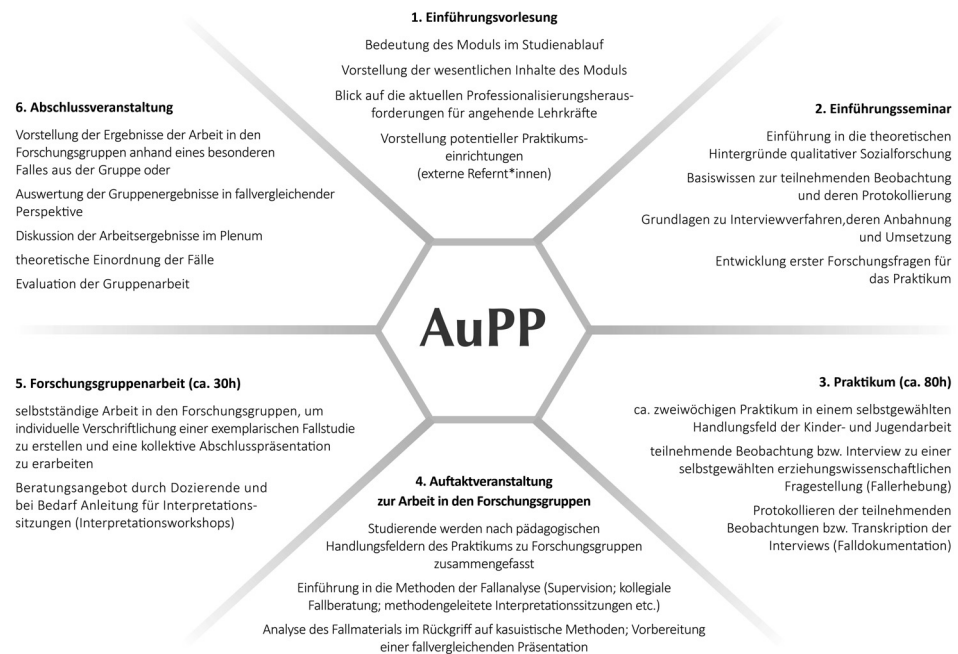 1. Einführungsvorlesung
Bedeutung des Moduls im Studienablauf
Vorstellung der wesentlichen Inhalte des Moduls
Blick auf die aktuellen Professionalisierungsheraus-
forderungen für angehende Lehrkräfte
Vorstellung potentieller Praktikums-
einrichtungen
(externe Refernt*innen)
2. Einführungsseminar
Einführung in die theoretischen
Hintergründe qualitativer Sozialforschung
Basiswissen zur teilnehmenden Beobachtung
und deren Protokollierung
Grundlagen zu Interviewverfahren,deren Anbahnung
und Umsetzung
Entwicklung erster Forschungsfragen für
das Praktikum
3. Praktikum (ca. 80h)
ca. zweiwöchigen Praktikum in einem selbstgewählten
Handlungsfeld der Kinder- und Jugendarbeit
teilnehmende Beobachtung bzw. Interview zu einer
selbstgewählten erziehungswissenschaftlichen
Fragestellung (Fallerhebung)
Protokollieren der teilnehmenden
Beobachtungen bzw. Transkription der
Interviews (Falldokumentation)
4. Auftaktveranstaltung
zur Arbeit in den Forschungsgruppen
Studierende werden nach pädagogischen
Handlungsfeldern des Praktikums zu Forschungsgruppen
zusammengefasst
Einführung in die Methoden der Fallanalyse (Supervision; kollegiale
Fallberatung; methodengeleitete Interpretationssitzungen etc.)
Analyse des Fallmaterials im Rückgriff auf kasuistische Methoden; Vorbereitung
einer fallvergleichenden Präsentation
5. Forschungsgruppenarbeit (ca. 30h)
selbstständige Arbeit in den Forschungsgruppen, um
individuelle Verschriftlichung einer exemplarischen Fallstudie
zu erstellen und eine kollektive Abschlusspräsentation
zu erarbeiten
Beratungsangebot durch Dozierende und
bei Bedarf Anleitung für Interpretations-
sitzungen (Interpretationsworkshops)
6. Abschlussveranstaltung
Vorstellung der Ergebnisse der Arbeit in den
Forschungsgruppen anhand eines besonderen
Falles aus der Gruppe oder
Auswertung der Gruppenergebnisse in fallvergleichender
Perspektive
Diskussion der Arbeitsergebnisse im Plenum
theoretische Einordnung der Fälle
Evaluation der Gruppenarbeit
AuPP